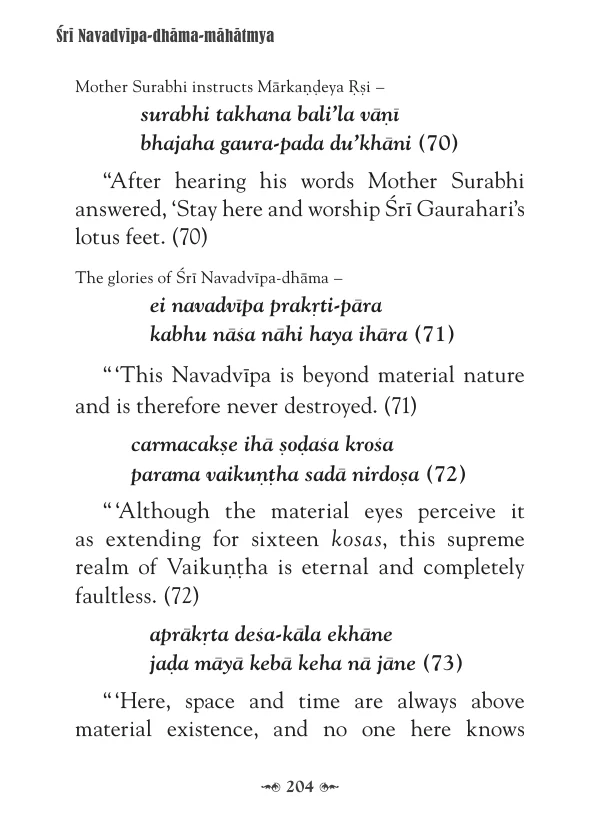 Śrī Navadvīpa-dhāma-māhātmya
Mother Surabhi instructs Mārkaṇḍeya Ṛṣi –
surabhi takhana bali’la vāṇī
bhajaha gaura-pada du’khāni (70)
“After hearing his words Mother Surabhi
answered, ‘Stay here and worship Śrī Gaurahari’s
lotus feet. (70)
The glories of Śrī Navadvīpa-dhāma –
ei navadvīpa prakṛti-pāra
kabhu nāśa nāhi haya ihāra (71)
“ ‘This Navadvīpa is beyond material nature
and is therefore never destroyed. (71)
carmacakṣe ihā ṣoḍaśa krośa
parama vaikuṇṭha sadā nirdoṣa (72)
“ ‘Although the material eyes perceive it
as extending for sixteen kosas, this supreme
realm of Vaikuṇṭha is eternal and completely
faultless. (72)
aprākṛta deśa-kāla ekhāne
jaḍa māyā kebā keha nā jāne (73)
“ ‘Here, space and time are always above
material existence, and no one here knows
204